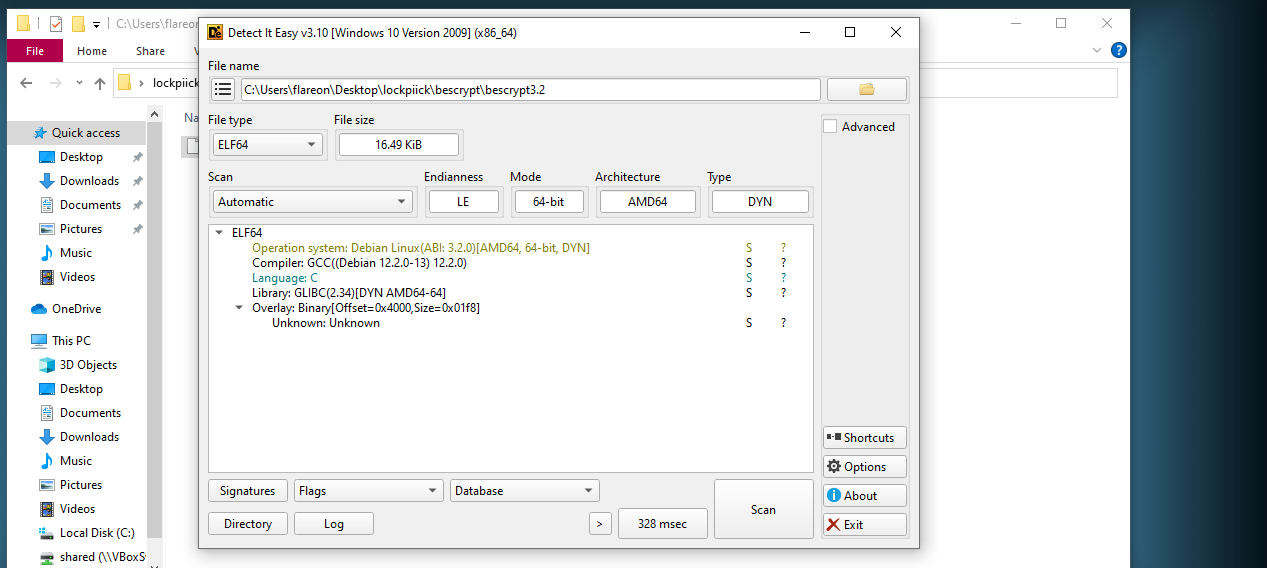 C:\Users\flareon
Detect It Easy v3.10 [Windows 10 Version 2009] (x86_64)
File Home Share
File name
lockpiick
C:\Users\flareon\Desktop\lockpiick\bescrypt\bescrypt3.2
File type File size
Advanced
ELF64 16.49 KiB
Quick access
Desktop
Scan Endianness Mode Architecture Type
Downloads
Automatic LE 64-bit AMD64 DYN
Documents
Pictures
ELF64
Operation system: Debian Linux(ABI: 3.2.0)[AMD64, 64-bit, DYN] S ?
Music
Compiler: GCC((Debian 12.2.0-13) 12.2.0) S ?
Videos
Language: C S ?
Library: GLIBC(2.34)[DYN AMD64-64] S ?
OneDrive
Overlay: Binary[Offset=0x4000,Size=0x01f8]
Unknown: Unknown S ?
This PC
3D Objects
Desktop
Documents
Downloads
Shortcuts
Music
Options
Pictures
Signatures Flags Database
About
Videos
Scan
Directory Log > 328 msec
Exit
Local Disk (C:)
shared (\\VBoxS